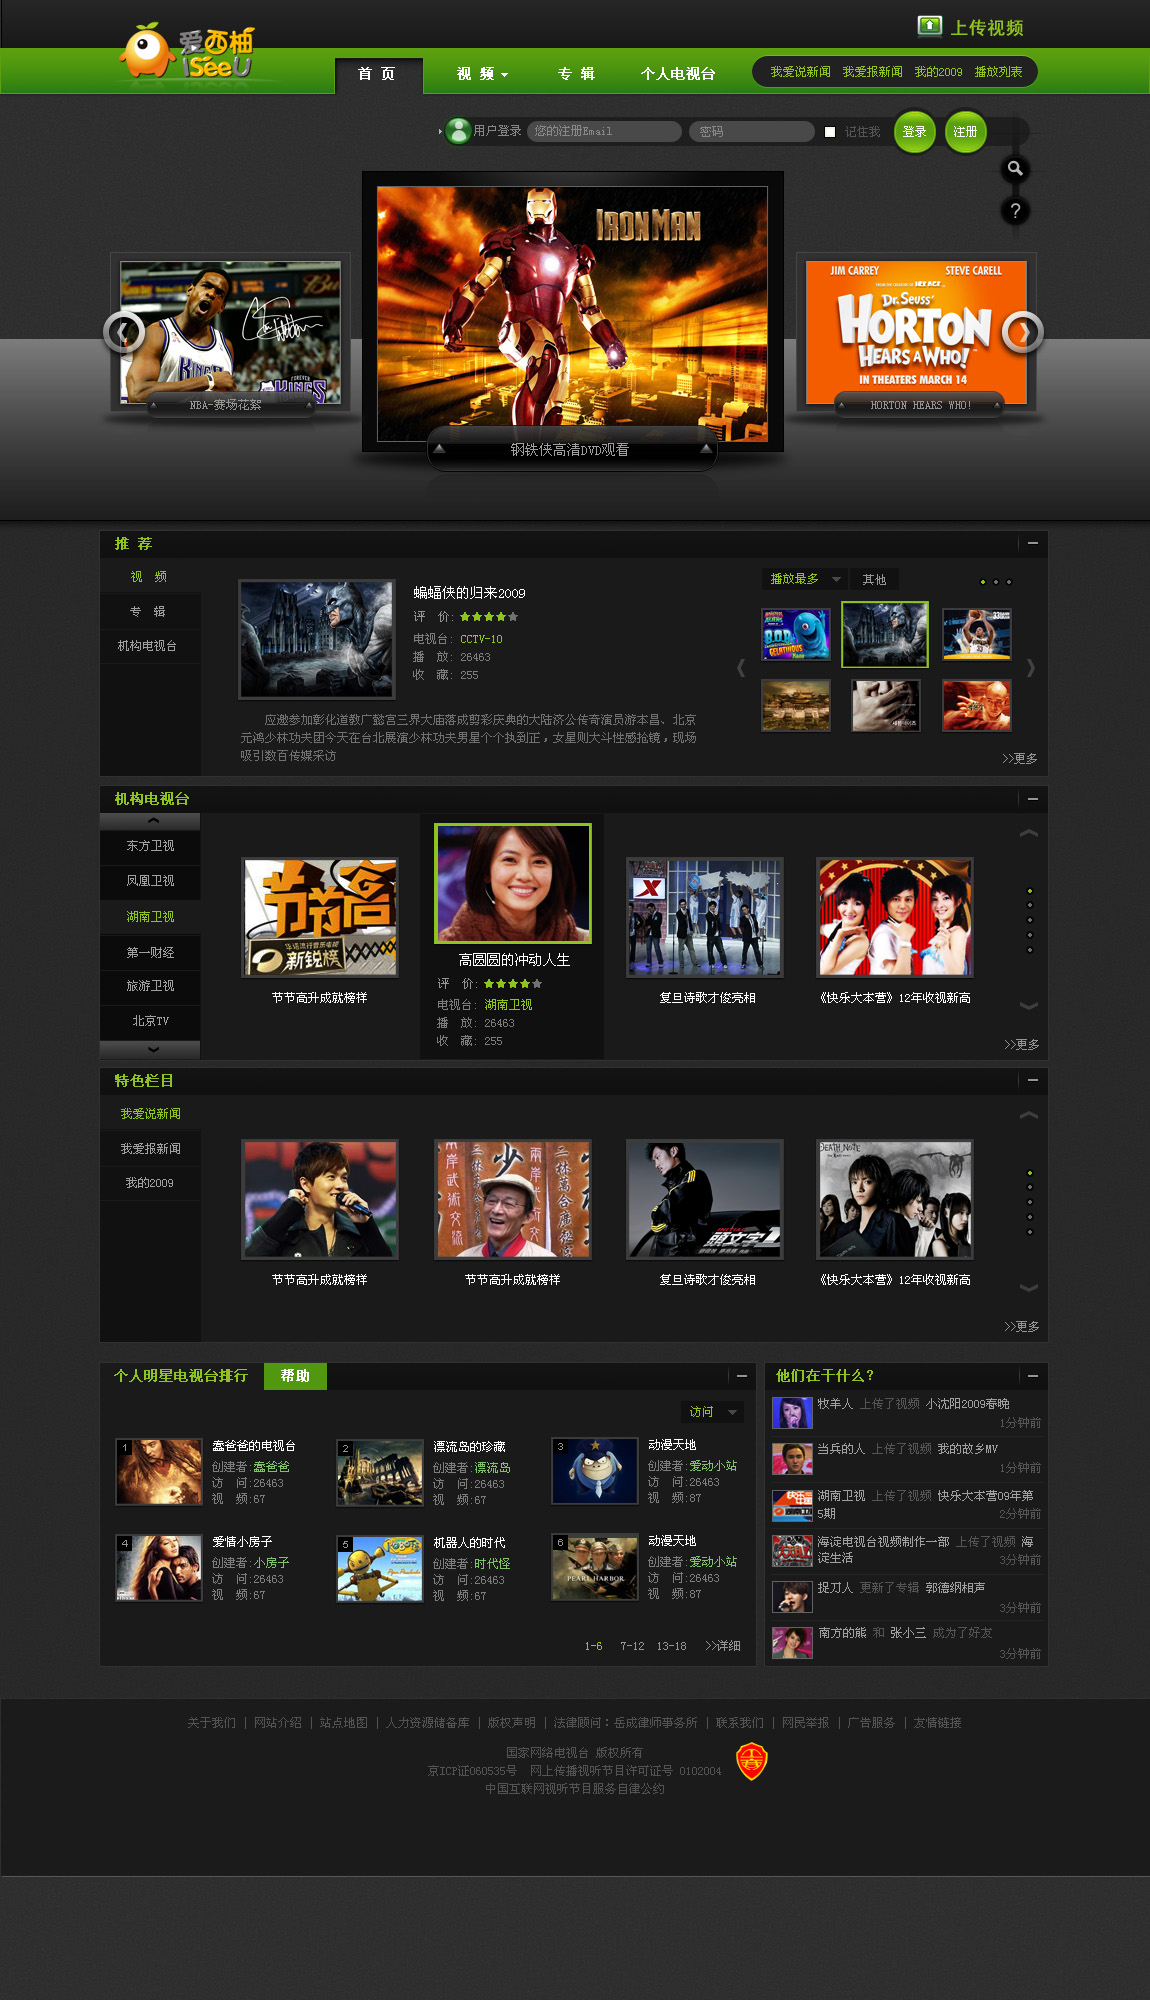 上传视频
爱西柚
iSeeU
首 页
视 频
专 辑
个人电视台
我爱说新闻 我爱报新闻 我的2009 播放列表
用户登录
您的注册Email
密码
记住我
登录
注册
?
IRON MAN
JIM CARREY STEVE CARELL
Dr. Seuss'
HORTON
HEARS A WHO!
IN THEATERS MARCH 14
KINGS
NBA-赛场花絮
HORTON HEARS WHO!
钢铁侠高清DVD观看
推 荐
视 频
专 辑
机构电视台
蝙蝠侠的归来2009
评 价:
电视台: CCTV-10
播 放: 26463
收 藏: 255
应邀参加彰化道教广懿宫三界大庙落成剪彩庆典的大陆济公传奇演员游本昌、北京
元鸿少林功夫团今天在台北展演少林功夫男星个个执到正，女星则大斗性感抢镜，现场
吸引数百传媒采访
播放最多
其他
B.O.B.
>>更多
机构电视台
东方卫视
凤凰卫视
湖南卫视
第一财经
旅游卫视
北京TV
节节高
新锐榜
节节高升成就榜样
高圆圆的冲动人生
评 价:
电视台: 湖南卫视
播 放: 26463
收 藏: 255
复旦诗歌才俊亮相
《快乐大本营》12年收视新高
>>更多
特色栏目
我爱说新闻
我爱报新闻
我的2009
頭文字D
DEATH NOTE
节节高升成就榜样
节节高升成就榜样
复旦诗歌才俊亮相
《快乐大本营》12年收视新高
>>更多
个人明星电视台排行
帮助
访问
1
蠢爸爸的电视台
创建者:蠢爸爸
访 问:26463
视 频:67
2
漂流岛的珍藏
创建者:漂流岛
访 问:26463
视 频:67
3
动漫天地
创建者:爱动小站
访 问:26463
视 频:87
4
爱情小房子
创建者:小房子
访 问:26463
视 频:67
5
ROBOTS
机器人的时代
创建者:时代怪
访 问:26463
视 频:67
6
PEARL HARBOR
动漫天地
创建者:爱动小站
访 问:26463
视 频:87
1-6 7-12 13-18 >>详细
他们在干什么?
牧羊人 上传了视频 小沈阳2009春晚
1分钟前
当兵的人 上传了视频 我的故乡MV
1分钟前
湖南卫视 上传了视频 快乐大本营09年第
5期
2分钟前
海淀电视台视频制作一部 上传了视频 海
淀生活
3分钟前
捉刀人 更新了专辑 郭德纲相声
3分钟前
南方的熊 和 张小三 成为了好友
3分钟前
关于我们 | 网站介绍 | 站点地图 | 人力资源储备库 | 版权声明 | 法律顾问：岳成律师事务所 | 联系我们 | 网民举报 | 广告服务 | 友情链接
国家网络电视台 版权所有
京ICP证060535号 网上传播视听节目许可证号 0102004
中国互联网视听节目服务自律公约